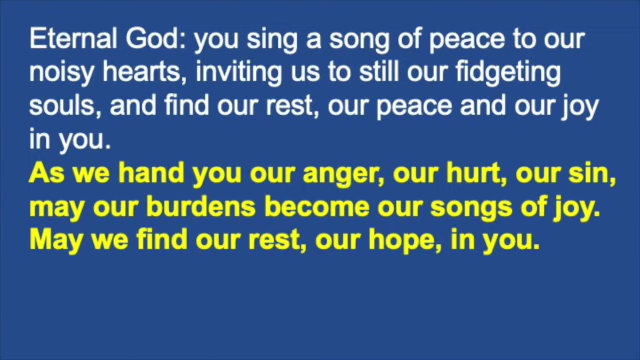 Eternal God: you sing a song of peace to our
noisy hearts, inviting us to still our fidgeting
souls, and find our rest, our peace and our joy
in you.
As we hand you our anger, our hurt, our sin,
may our burdens become our songs of joy.
May we find our rest, our hope, in you.